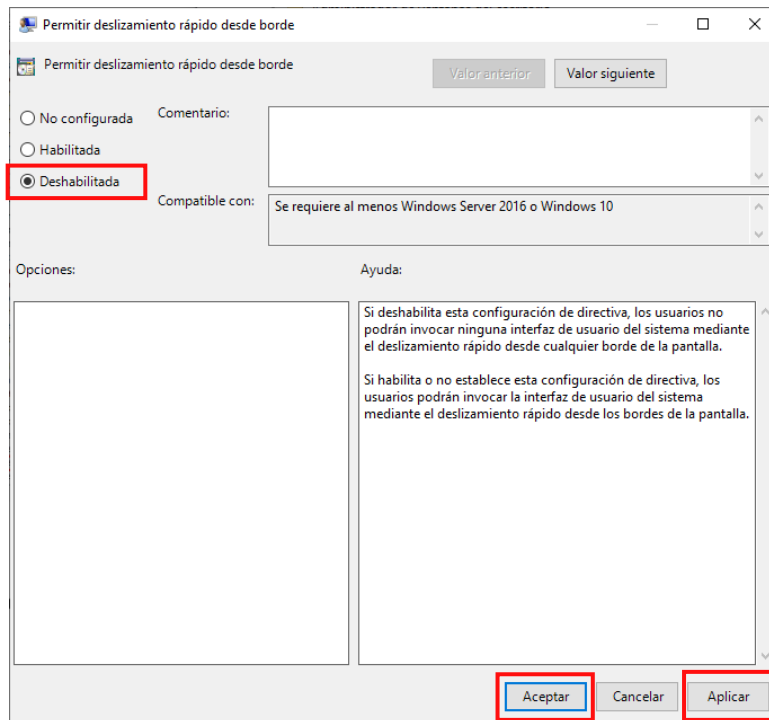 Permitir deslizamiento rápido desde borde
Permitir deslizamiento rápido desde borde
Valor anterior
Valor siguiente
No configurada
Habilitada
Deshabilitada
Comentario:
Compatible con:
Se requiere al menos Windows Server 2016 o Windows 10
Opciones:
Ayuda:
Si deshabilita esta configuración de directiva, los usuarios no
podrán invocar ninguna interfaz de usuario del sistema mediante
el deslizamiento rápido desde cualquier borde de la pantalla.
Si habilita o no establece esta configuración de directiva, los
usuarios podrán invocar la interfaz de usuario del sistema
mediante el deslizamiento rápido desde los bordes de la pantalla.
Aceptar
Cancelar
Aplicar